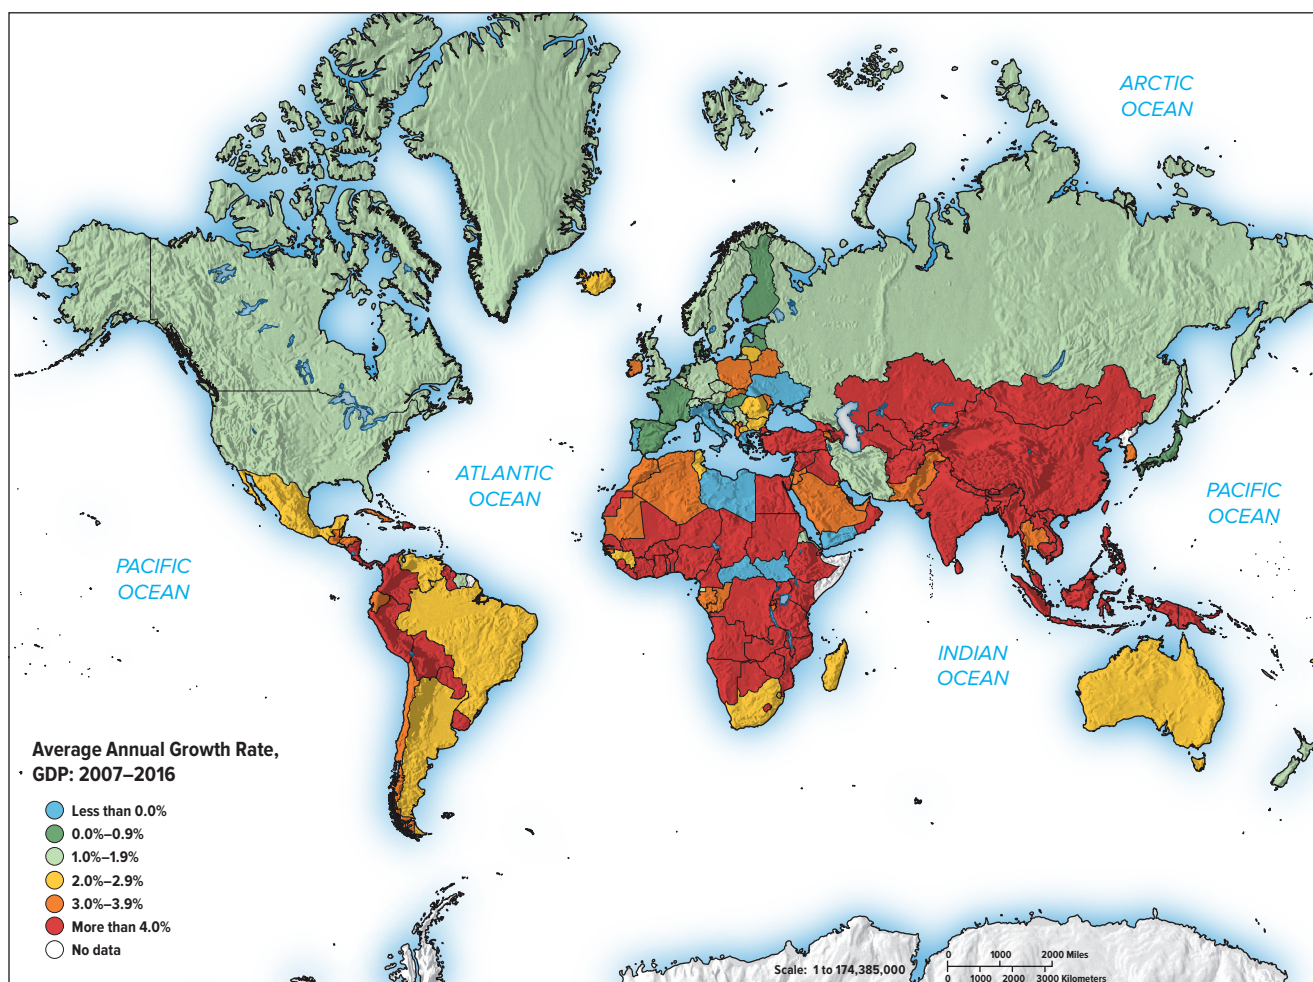 ARCTIC
OCEAN
ATLANTIC
OCEAN
PACIFIC
OCEAN
PACIFIC
OCEAN
INDIAN
OCEAN
Average Annual Growth Rate,
GDP: 2007–2016
Less than 0.0%
0.0%–0.9%
1.0%–1.9%
2.0%–2.9%
3.0%–3.9%
More than 4.0%
No data
Scale: 1 to 174,385,000
0 1000 2000 Miles
0 1000 2000 3000 Kilometers